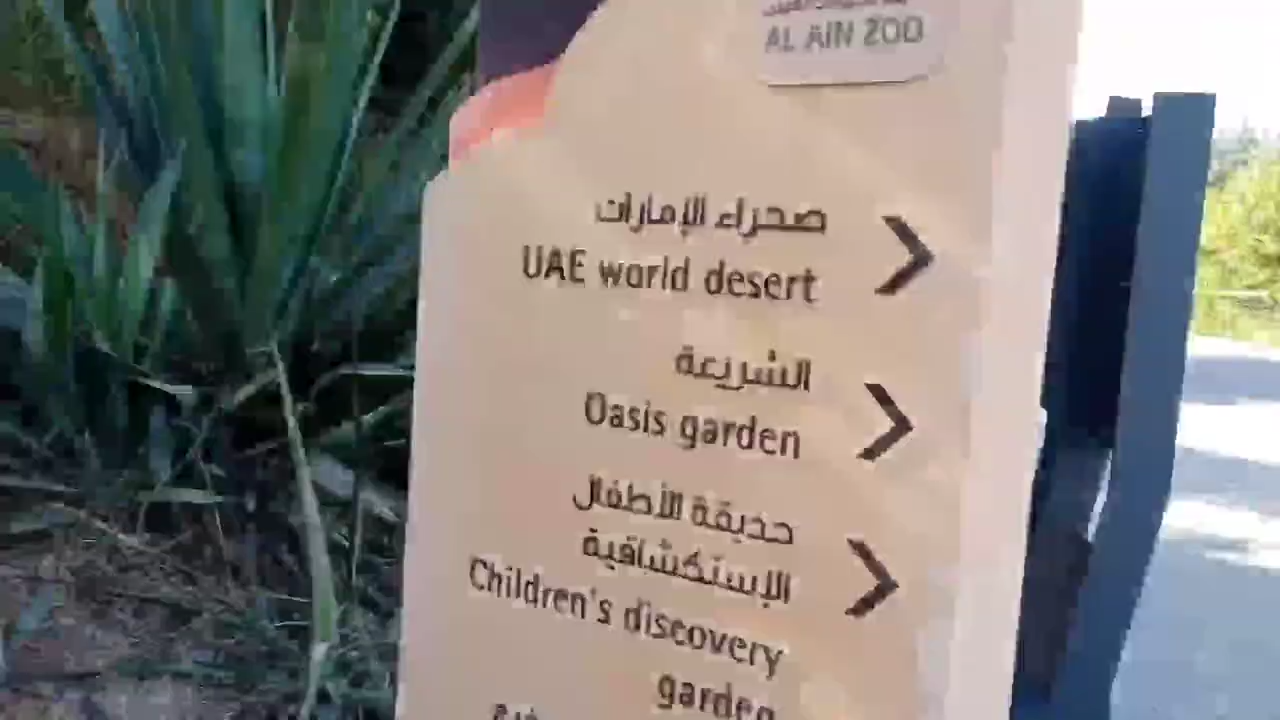 AL AIN ZOO
صحراء الإمارات
UAE world desert
الشريعة
Oasis garden
حديقة الأطفال
الإستكشافية
Children's discovery
garden